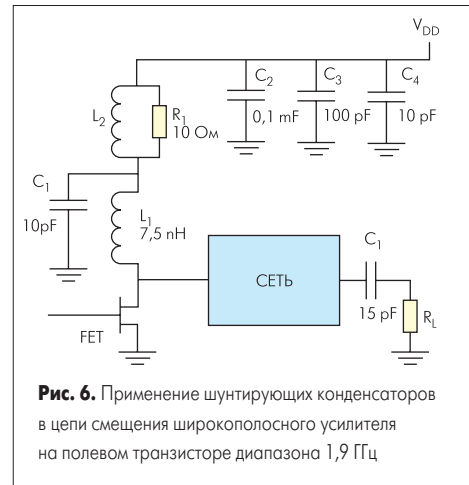 V_DD
C_2
C_3
C_4
L_2
R_1
10 Ом
0,1 mF
100 pF
10 pF
C_1
10pF
L_1
7,5 nH
СЕТЬ
C_1
15 pF
R_L
FET
Рис. 6. Применение шунтирующих конденсаторов
в цепи смещения широкополосного усилителя
на полевом транзисторе диапазона 1,9 ГГц